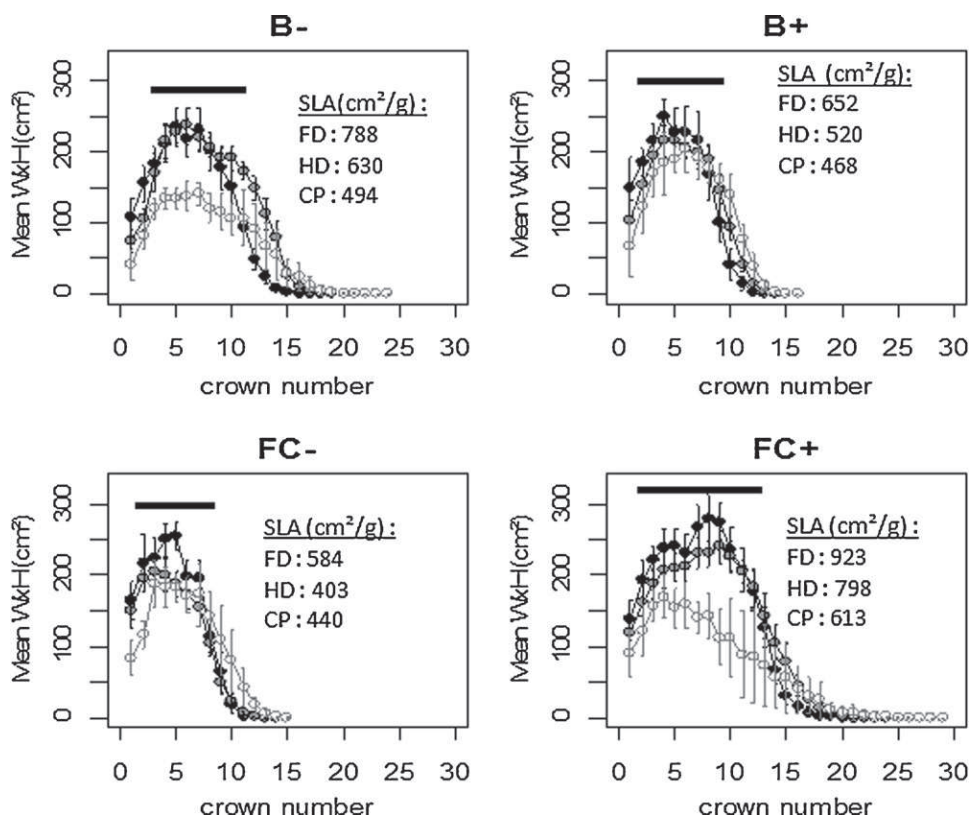 B-
Mean WxH(cm²)
300
200
100
0
SLA(cm²/g) :
FD : 788
HD : 630
CP : 494
0 5 10 15 20 25 30
crown number
B+
Mean WxH(cm²)
300
200
100
0
SLA (cm²/g) :
FD : 652
HD : 520
CP : 468
0 5 10 15 20 25 30
crown number
FC-
Mean WxH(cm²)
300
200
100
0
SLA (cm²/g) :
FD : 584
HD : 403
CP : 440
0 5 10 15 20 25 30
crown number
FC+
Mean WxH(cm²)
300
200
100
0
SLA (cm²/g) :
FD : 923
HD : 798
CP : 613
0 5 10 15 20 25 30
crown number